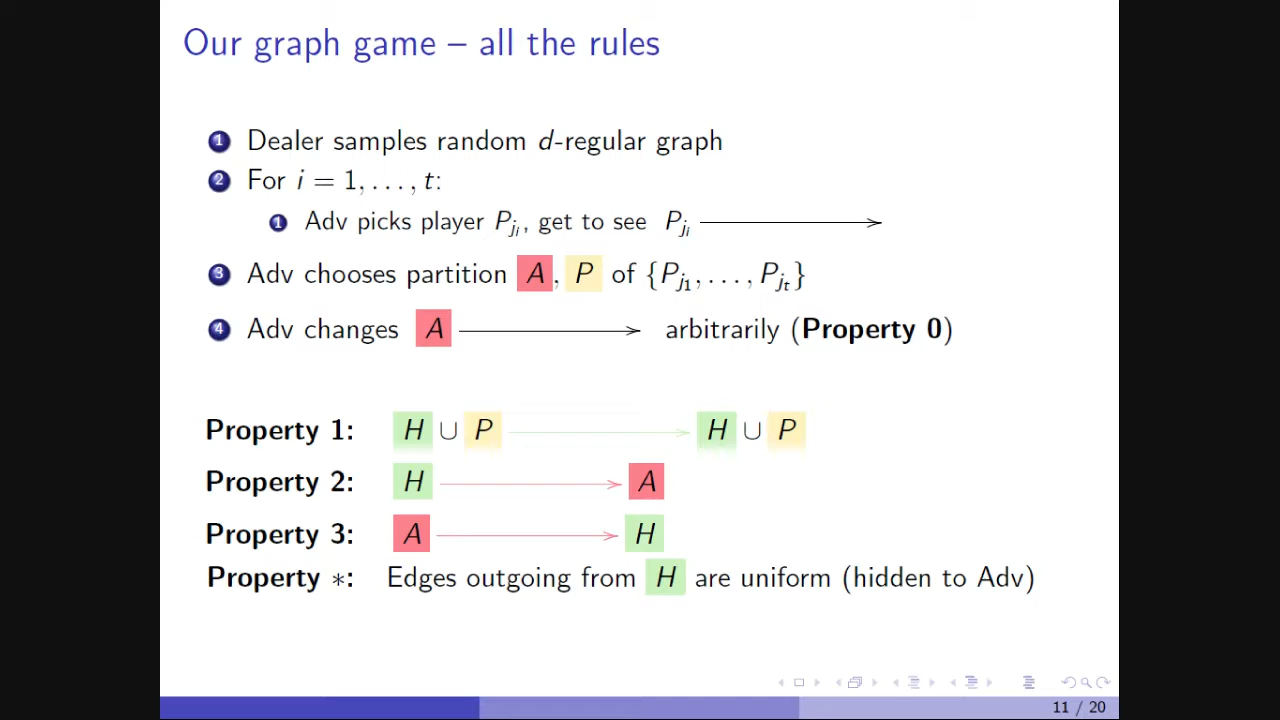 Our graph game – all the rules
1 Dealer samples random d-regular graph
2 For i = 1, . . . , t:
1 Adv picks player P_{j_i}, get to see P_{j_i}
3 Adv chooses partition A, P of {P_{j_1}, . . . , P_{j_t}}
4 Adv changes A arbitrarily (Property 0)
Property 1: H ∪ P H ∪ P
Property 2: H A
Property 3: A H
Property ∗: Edges outgoing from H are uniform (hidden to Adv)
11 / 20